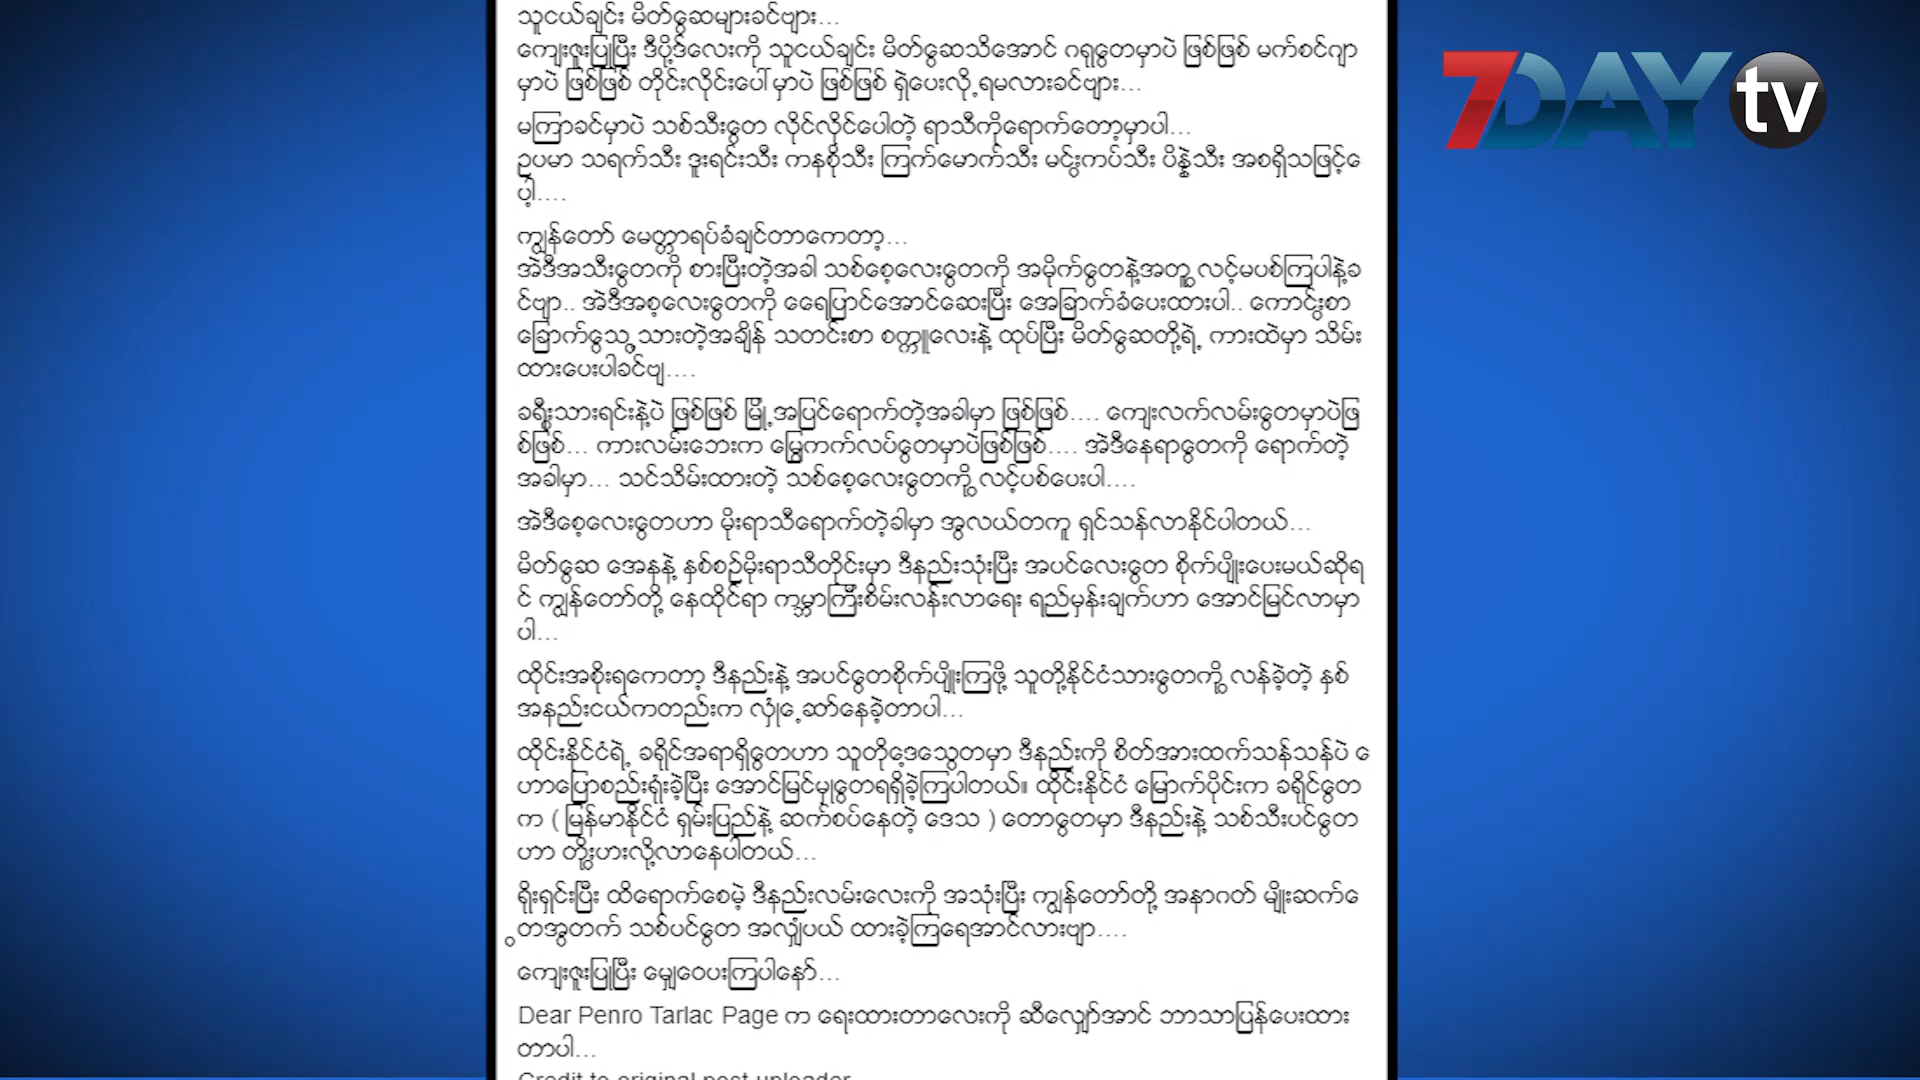 သူငယ်ချင်း မိတ်ဆွေများခင်ဗျား...
ကျေးဇူးပြုပြီး ဒီပို့စ်လေးကို သူငယ်ချင်း မိတ်ဆွေသိအောင် ဂရုတွေမှာပဲ ဖြစ်ဖြစ် မက်စင်ဂျာ
မှာပဲ ဖြစ်ဖြစ် တိုင်းလိုင်းပေါ်မှာပဲ ဖြစ်ဖြစ် ရှဲပေးလို့ရမလားခင်ဗျား...
မကြာခင်မှာပဲ သစ်သီးတွေ လှိုင်လှိုင်ပေါ်တဲ့ ရာသီကိုရောက်တော့မှာပါ...
ဥပမာ သရက်သီး ဒူးရင်းသီး ကနစိုသီး ကြက်မောက်သီး မင်းကွပ်သီး ပိန္နဲသီး အစရှိသဖြင့်ပေ
ါ့....
ကျွန်တော် မေတ္တာရပ်ခံချင်တာကတော့...
အဲဒီအသီးတွေကို စားပြီးတဲ့အခါ သစ်စေ့လေးတွေကို အမှိုက်တွေနဲ့အတူ လွှင့်မပစ်ကြပါနဲ့ခ
င်ဗျာ.. အဲဒီအစေ့လေးတွေကို ရေပြောင်အောင်ဆေးပြီး အခြောက်ခံပေးထားပါ.. ကောင်းစွာ
ခြောက်သွေ့သွားတဲ့အချိန် သတင်းစာ စက္ကူလေးနဲ့ ထုပ်ပြီး မိတ်ဆွေတို့ရဲ့ ကားထဲမှာ သိမ်း
ထားပေးပါခင်ဗျ....
ခရီးသွားရင်းနဲ့ပဲ ဖြစ်ဖြစ် မြို့အပြင်ရောက်တဲ့အခါမှာ ဖြစ်ဖြစ်.... ကျေးလက်လမ်းတွေမှာပဲဖြ
စ်ဖြစ်... ကားလမ်းဘေးက မြေကွက်လပ်တွေမှာပဲဖြစ်ဖြစ်.... အဲဒီနေရာတွေကို ရောက်တဲ့
အခါမှာ... သင်သိမ်းထားတဲ့ သစ်စေ့လေးတွေကို လွှင့်ပစ်ပေးပါ....
အဲဒီစေ့လေးတွေဟာ မိုးရာသီရောက်တဲ့ခါမှာ အလွယ်တကူ ရှင်သန်လာနိုင်ပါတယ်...
မိတ်ဆွေ အနေနဲ့ နှစ်စဉ်မိုးရာသီတိုင်းမှာ ဒီနည်းသုံးပြီး အပင်လေးတွေ စိုက်ပျိုးပေးမယ်ဆိုရ
င် ကျွန်တော်တို့ နေထိုင်ရာ ကမ္ဘာကြီးစိမ်းလန်းလာရေး ရည်မှန်းချက်ဟာ အောင်မြင်လာမှာ
ပါ...
ထိုင်းအစိုးရကတော့ ဒီနည်းနဲ့ အပင်တွေစိုက်ပျိုးကြဖို့ သူတို့နိုင်ငံသားတွေကို လွန်ခဲ့တဲ့ နှစ်
အနည်းငယ်ကတည်းက လှုံ့ဆော်နေခဲ့တာပါ...
ထိုင်းနိုင်ငံရဲ့ ခရိုင်အရာရှိတွေဟာ သူတို့ဒေသတွေမှာ ဒီနည်းကို စိတ်အားထက်သန်သန်ပဲ ဟေ
ာပြောစည်းရုံးခဲ့ပြီး အောင်မြင်မှုတွေရရှိခဲ့ကြပါတယ်။ ထိုင်းနိုင်ငံ မြောက်ပိုင်းက ခရိုင်တွေ
က ( မြန်မာနိုင်ငံ ရှမ်းပြည်နဲ့ ဆက်စပ်နေတဲ့ ဒေသ ) တောတွေမှာ ဒီနည်းနဲ့ သစ်သီးပင်တွေ
ဟာ တိုးပွားလို့လာနေပါတယ်...
ရိုးရှင်းပြီး ထိရောက်စေမဲ့ ဒီနည်းလမ်းလေးကို အသုံးပြီး ကျွန်တော်တို့ အနာဂတ် မျိုးဆက်
တွေအတွက် သစ်ပင်တွေ အလှူံပယ် ထားခဲ့ကြရအောင်လားဗျာ....
ကျေးဇူးပြုပြီး မျှဝေပေးကြပါနော်...
Dear Penro Tarlac Page က ရေးထားတာလေးကို ဆီလျှော်အောင် ဘာသာပြန်ပေးထား
တာပါ...
Credit to original post uploader
7DAY tv